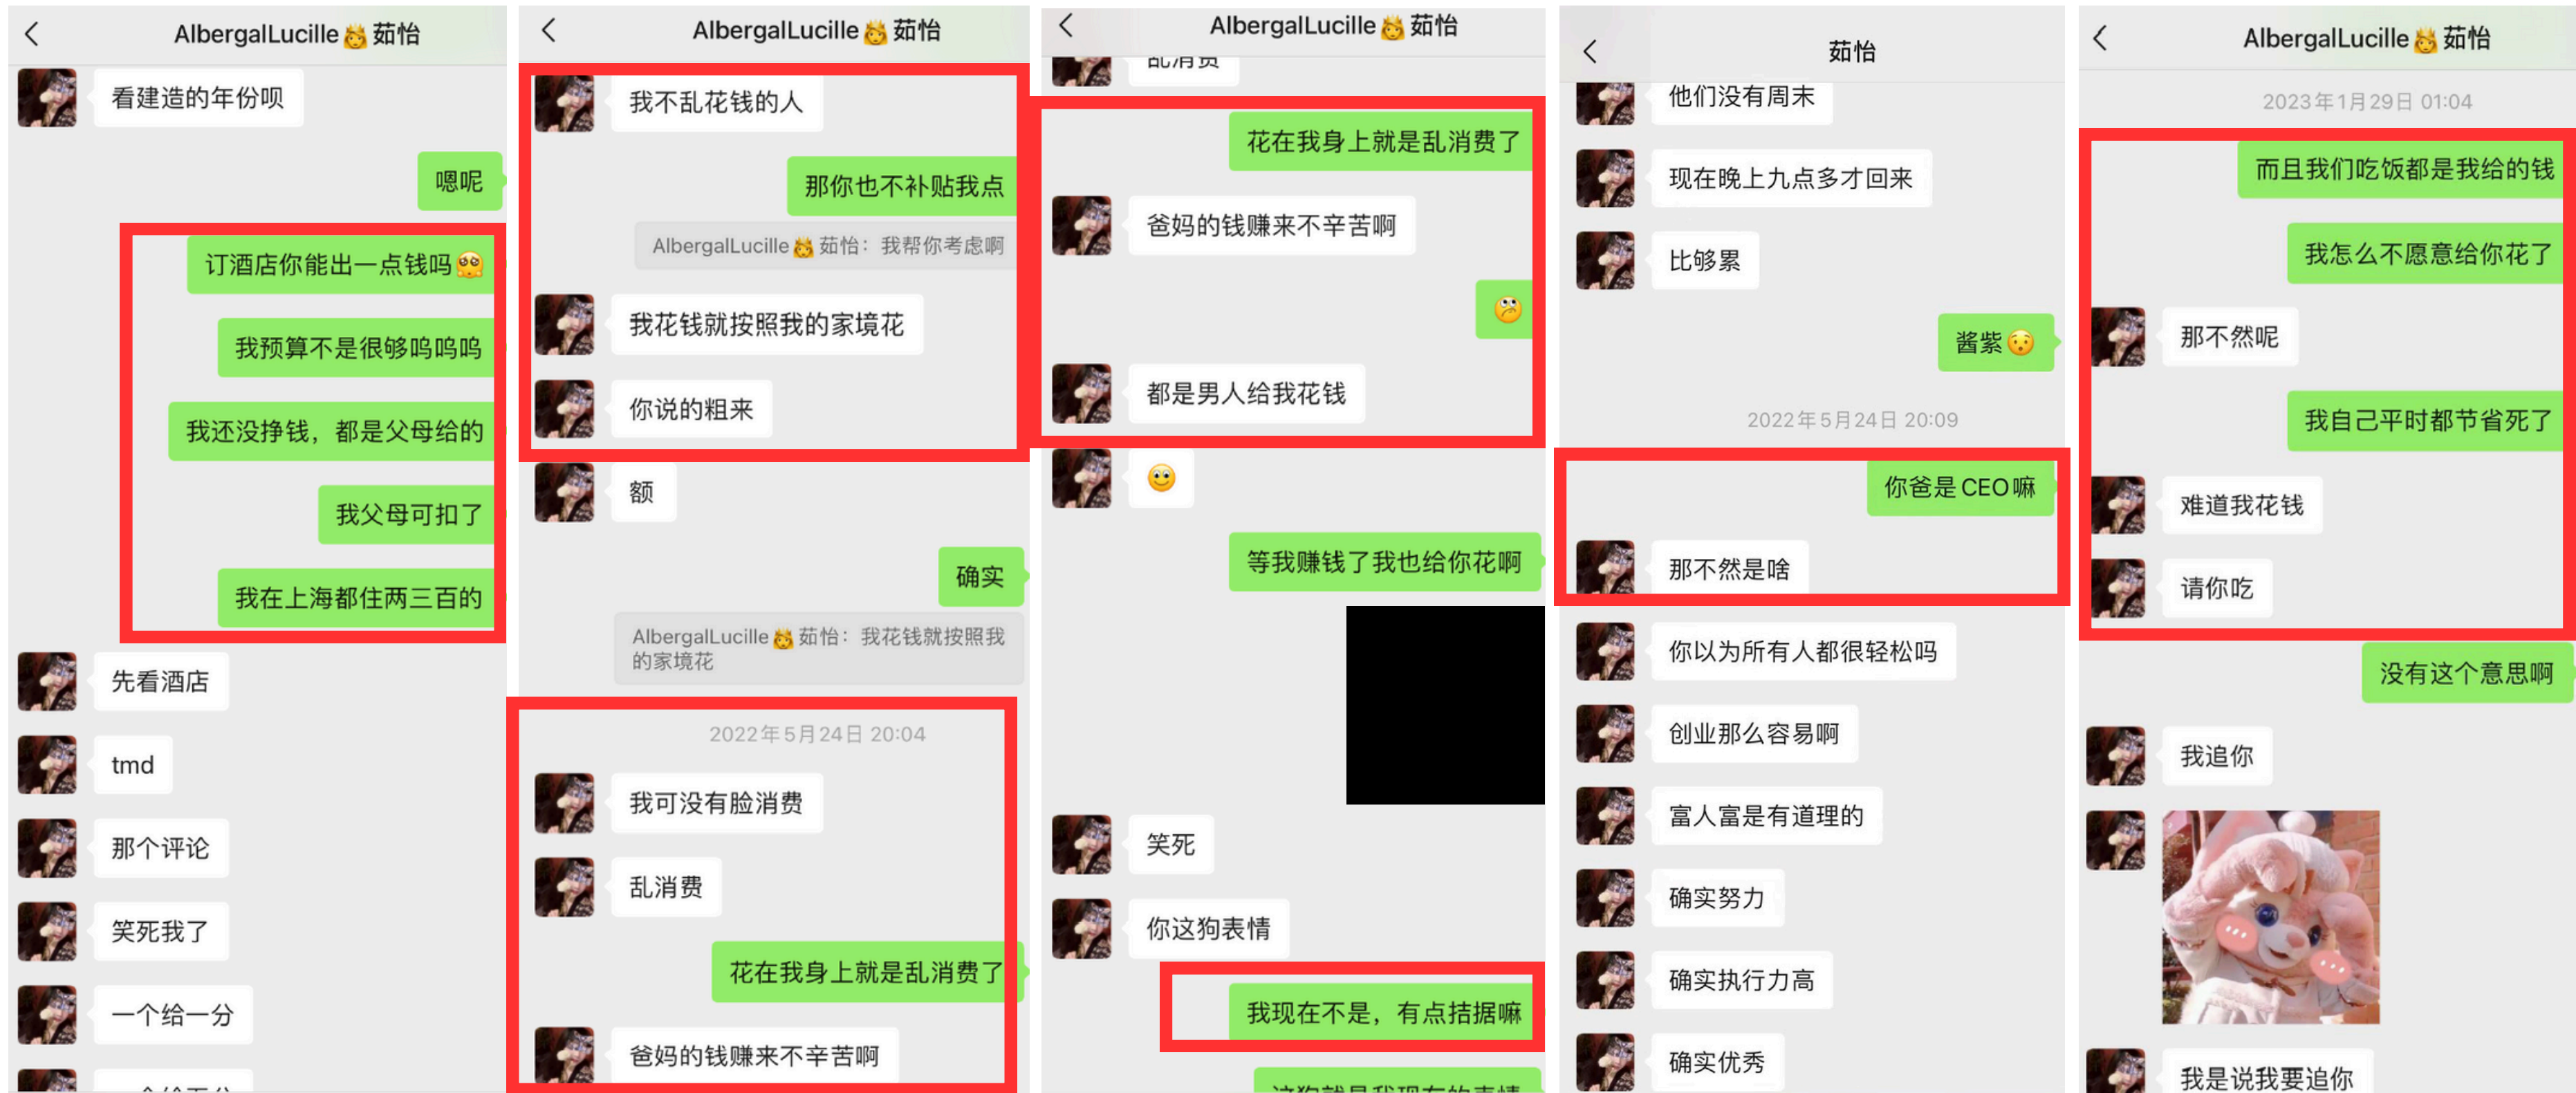 AlbergalLucille👸茹怡
看建造的年份呗
嗯呢
订酒店你能出一点钱吗🥺
我预算不是很够呜呜呜
我还没挣钱，都是父母给的
我父母可扣了
我在上海都住两三百的
先看酒店
tmd
那个评论
笑死我了
一个给一分
AlbergalLucille👸茹怡
我不乱花钱的人
那你也不补贴我点
AlbergalLucille👸茹怡：我帮你考虑啊
我花钱就按照我的家境花
你说的粗来
额
确实
AlbergalLucille👸茹怡：我花钱就按照我
的家境花
2022年5月24日 20:04
我可没有脸消费
乱消费
花在我身上就是乱消费了
爸妈的钱赚来不辛苦啊
AlbergalLucille👸茹怡
乱消费
花在我身上就是乱消费了
爸妈的钱赚来不辛苦啊
都是男人给我花钱
等我赚钱了我也给你花啊
笑死
你这狗表情
我现在不是，有点拮据嘛
这狗就是我现在的表情
茹怡
他们没有周末
现在晚上九点多才回来
比够累
酱紫😯
2022年5月24日 20:09
你爸是CEO嘛
那不然是啥
你以为所有人都很轻松吗
创业那么容易啊
富人富是有道理的
确实努力
确实执行力高
确实优秀
AlbergalLucille👸茹怡
2023年1月29日 01:04
而且我们吃饭都是我给的钱
我怎么不愿意给你花了
那不然呢
我自己平时都节省死了
难道我花钱
请你吃
没有这个意思啊
我追你
我是说我要追你